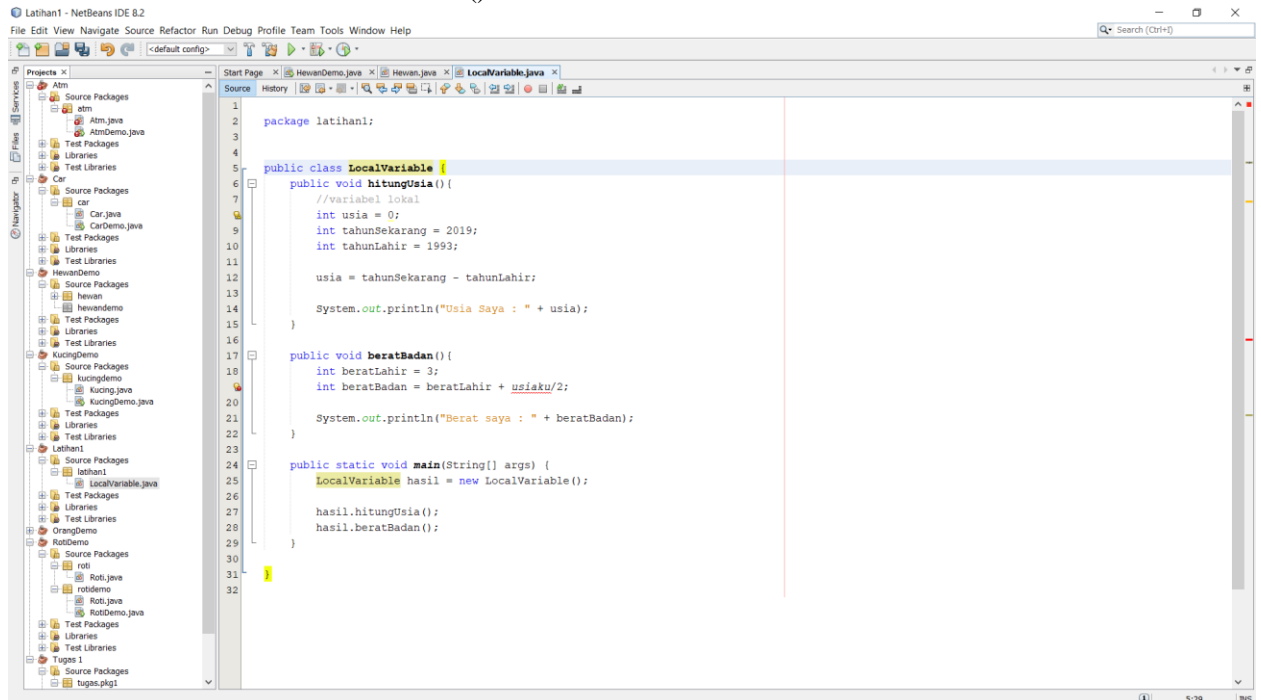 ()
Latihan1 - NetBeans IDE 8.2
File Edit View Navigate Source Refactor Run Debug Profile Team Tools Window Help
Search (Ctrl+I)
<default config>
Projects
Start Page
HewanDemo.java
Hewan.java
LocalVariable.java
Source
History
Services
Files
Navigator
Atm
Source Packages
atm
Atm.java
AtmDemo.java
Test Packages
Libraries
Test Libraries
Car
Source Packages
car
Car.java
CarDemo.java
Test Packages
Libraries
Test Libraries
HewanDemo
Source Packages
hewan
hewandemo
Test Packages
Libraries
Test Libraries
KucingDemo
Source Packages
kucingdemo
Kucing.java
KucingDemo.java
Test Packages
Libraries
Test Libraries
Latihan1
Source Packages
latihan1
LocalVariable.java
Test Packages
Libraries
Test Libraries
OrangDemo
RotiDemo
Source Packages
roti
Roti.java
rotidemo
Roti.java
RotiDemo.java
Test Packages
Libraries
Test Libraries
Tugas 1
Source Packages
tugas.pkg1
1
2 package latihan1;
3
4
5 public class LocalVariable {
6 public void hitungUsia(){
7 //variabel lokal
int usia = 0;
9 int tahunSekarang = 2019;
10 int tahunLahir = 1993;
11
12 usia = tahunSekarang - tahunLahir;
13
14 System.out.println("Usia Saya : " + usia);
15 }
16
17 public void beratBadan(){
18 int beratLahir = 3;
int beratBadan = beratLahir + usiaku/2;
20
21 System.out.println("Berat saya : " + beratBadan);
22 }
23
24 public static void main(String[] args) {
25 LocalVariable hasil = new LocalVariable();
26
27 hasil.hitungUsia();
28 hasil.beratBadan();
29 }
30
31 }
32
5:29
INS